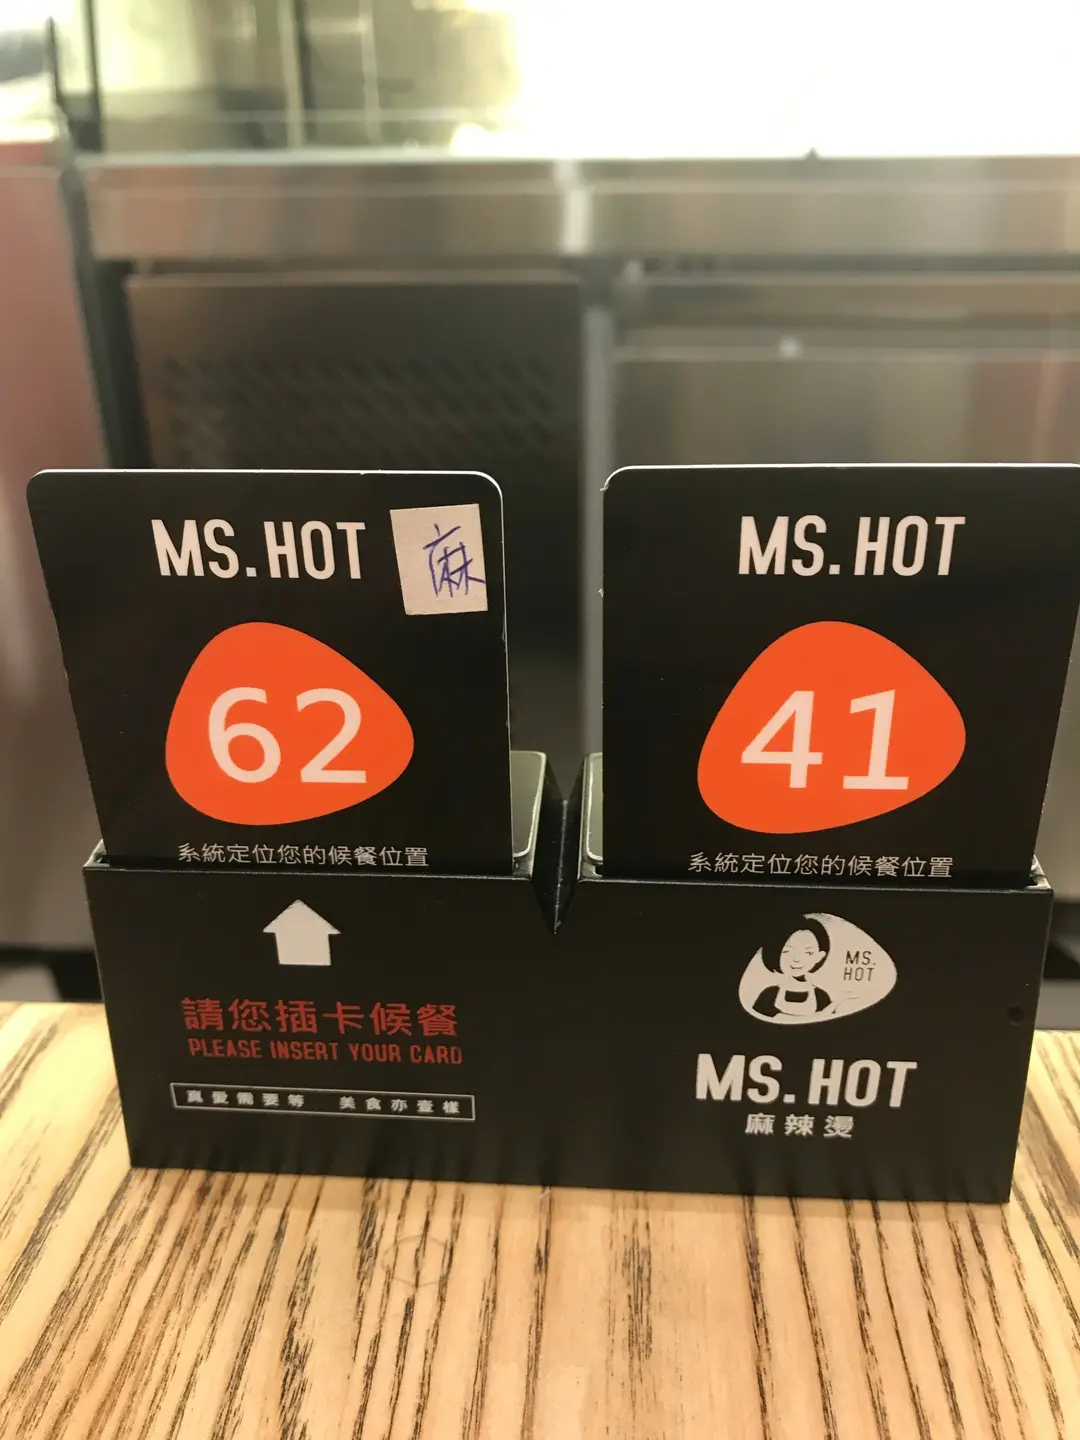 MS. HOT
麻
62
系統定位您的候餐位置
MS. HOT
41
系統定位您的候餐位置
請您插卡候餐
PLEASE INSERT YOUR CARD
真愛需要等 美食亦壹樣
MS.
HOT
MS. HOT
麻辣燙